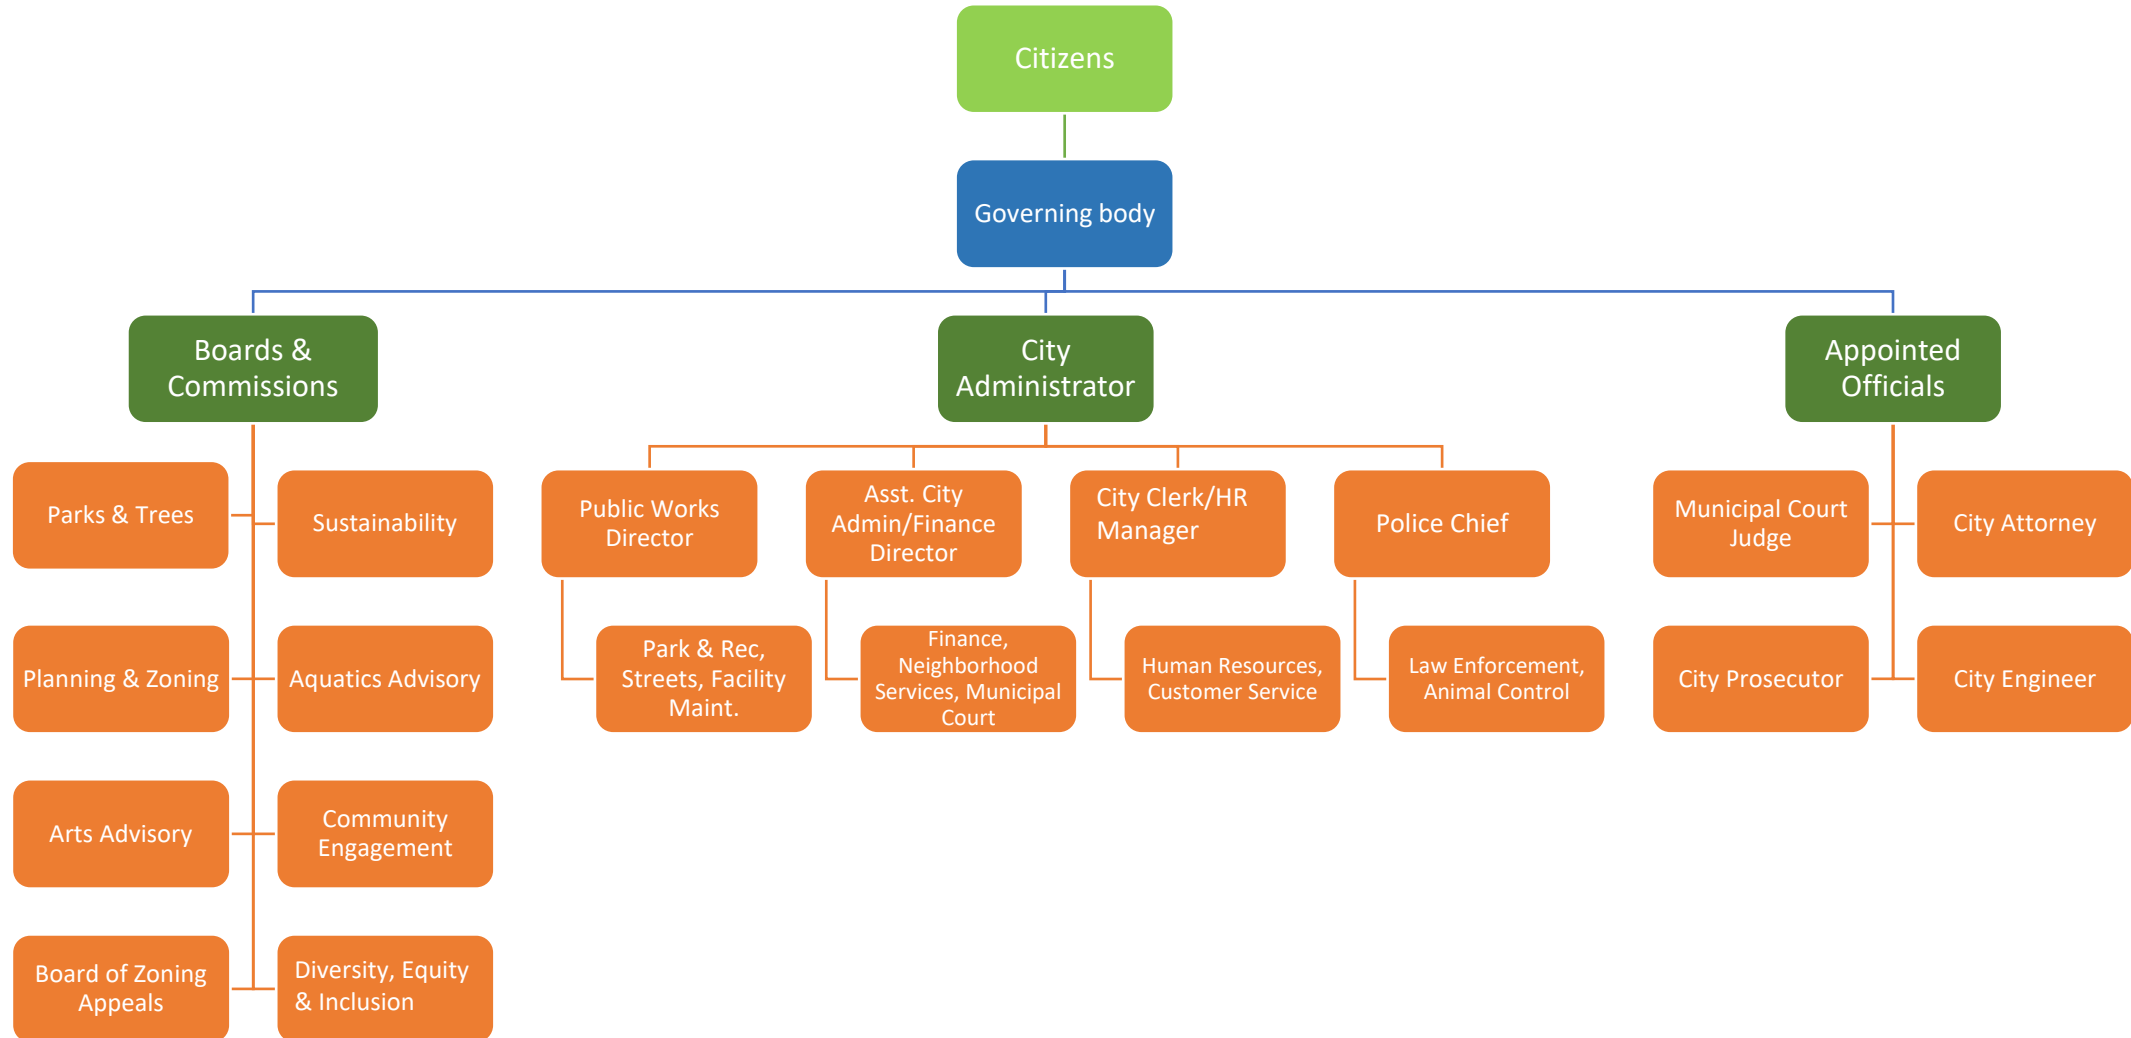 Citizens
Governing body
Boards &
Commissions
City
Administrator
Appointed
Officials
Parks & Trees
Sustainability
Public Works
Director
Asst. City
Admin/Finance
Director
City Clerk/HR
Manager
Police Chief
Municipal Court
Judge
City Attorney
Planning & Zoning
Aquatics Advisory
Park & Rec,
Streets, Facility
Maint.
Finance,
Neighborhood
Services, Municipal
Court
Human Resources,
Customer Service
Law Enforcement,
Animal Control
City Prosecutor
City Engineer
Arts Advisory
Community
Engagement
Board of Zoning
Appeals
Diversity, Equity
& Inclusion